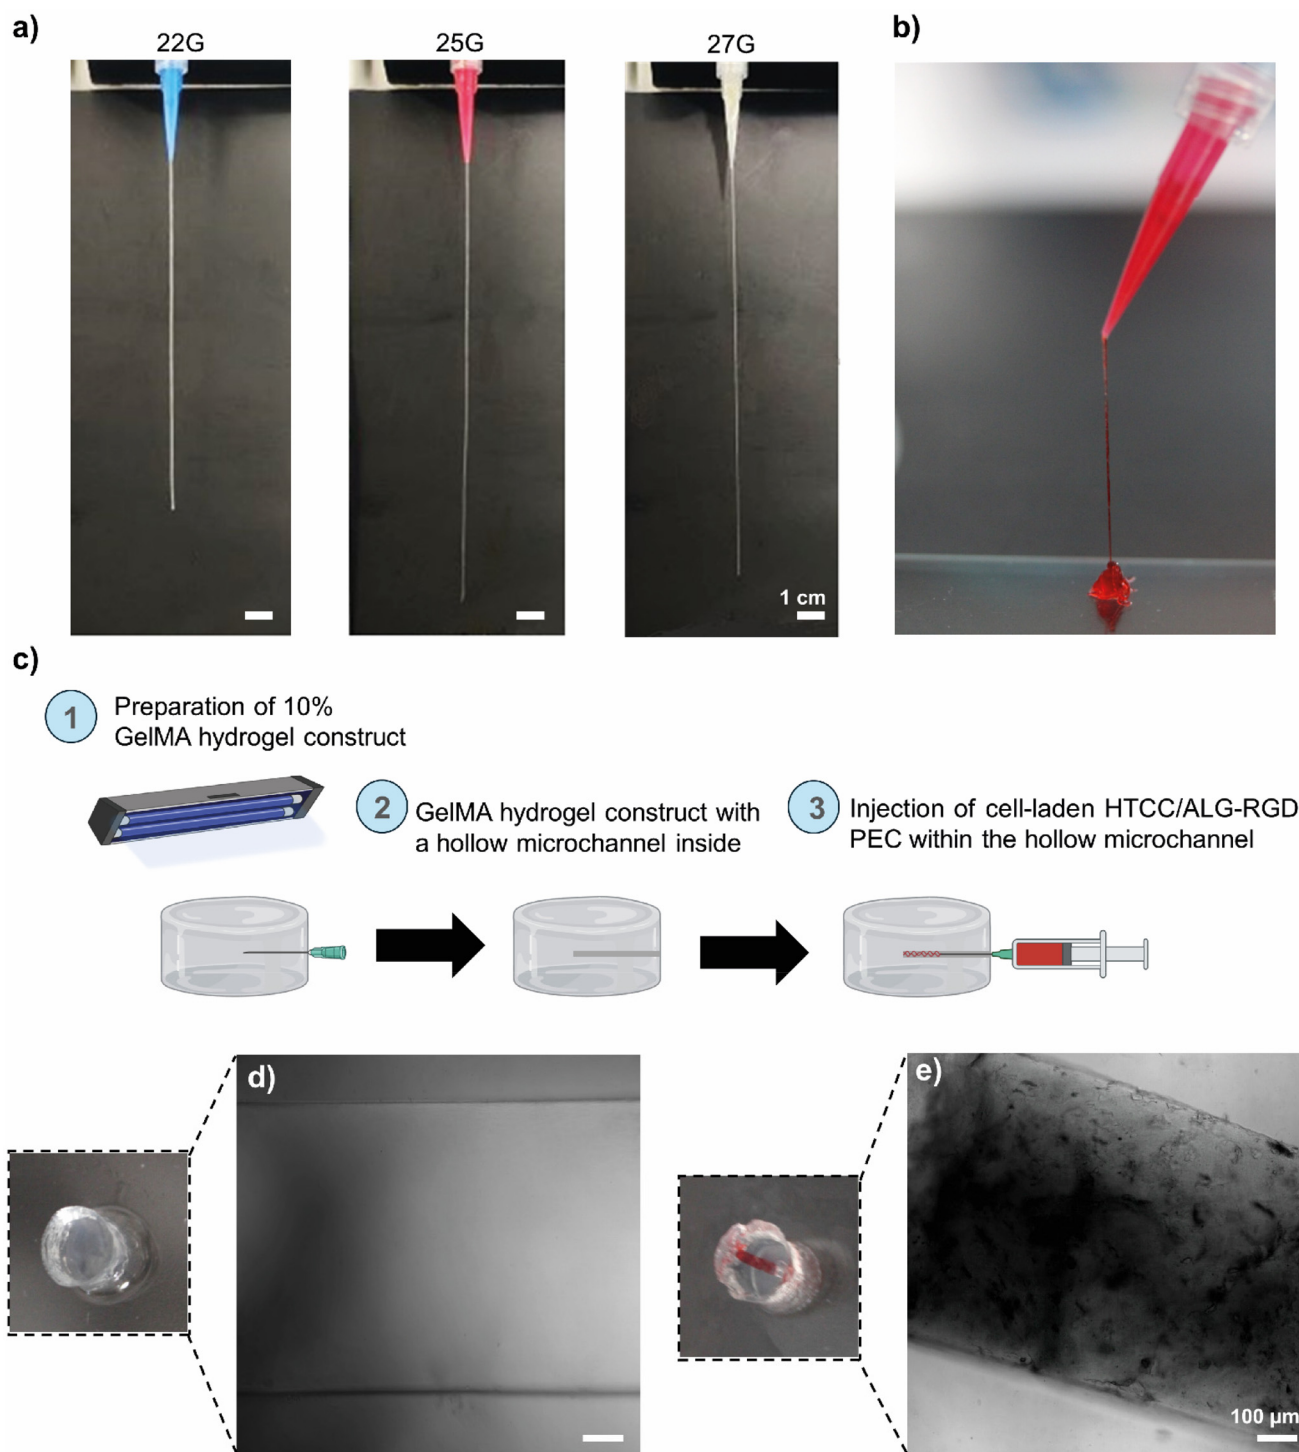 a)
22G
25G
27G
b)
1 cm
c)
1
Preparation of 10%
GelMA hydrogel construct
2
GelMA hydrogel construct with
a hollow microchannel inside
3
Injection of cell-laden HTCC/ALG-RGD
PEC within the hollow microchannel
d)
e)
100 µm